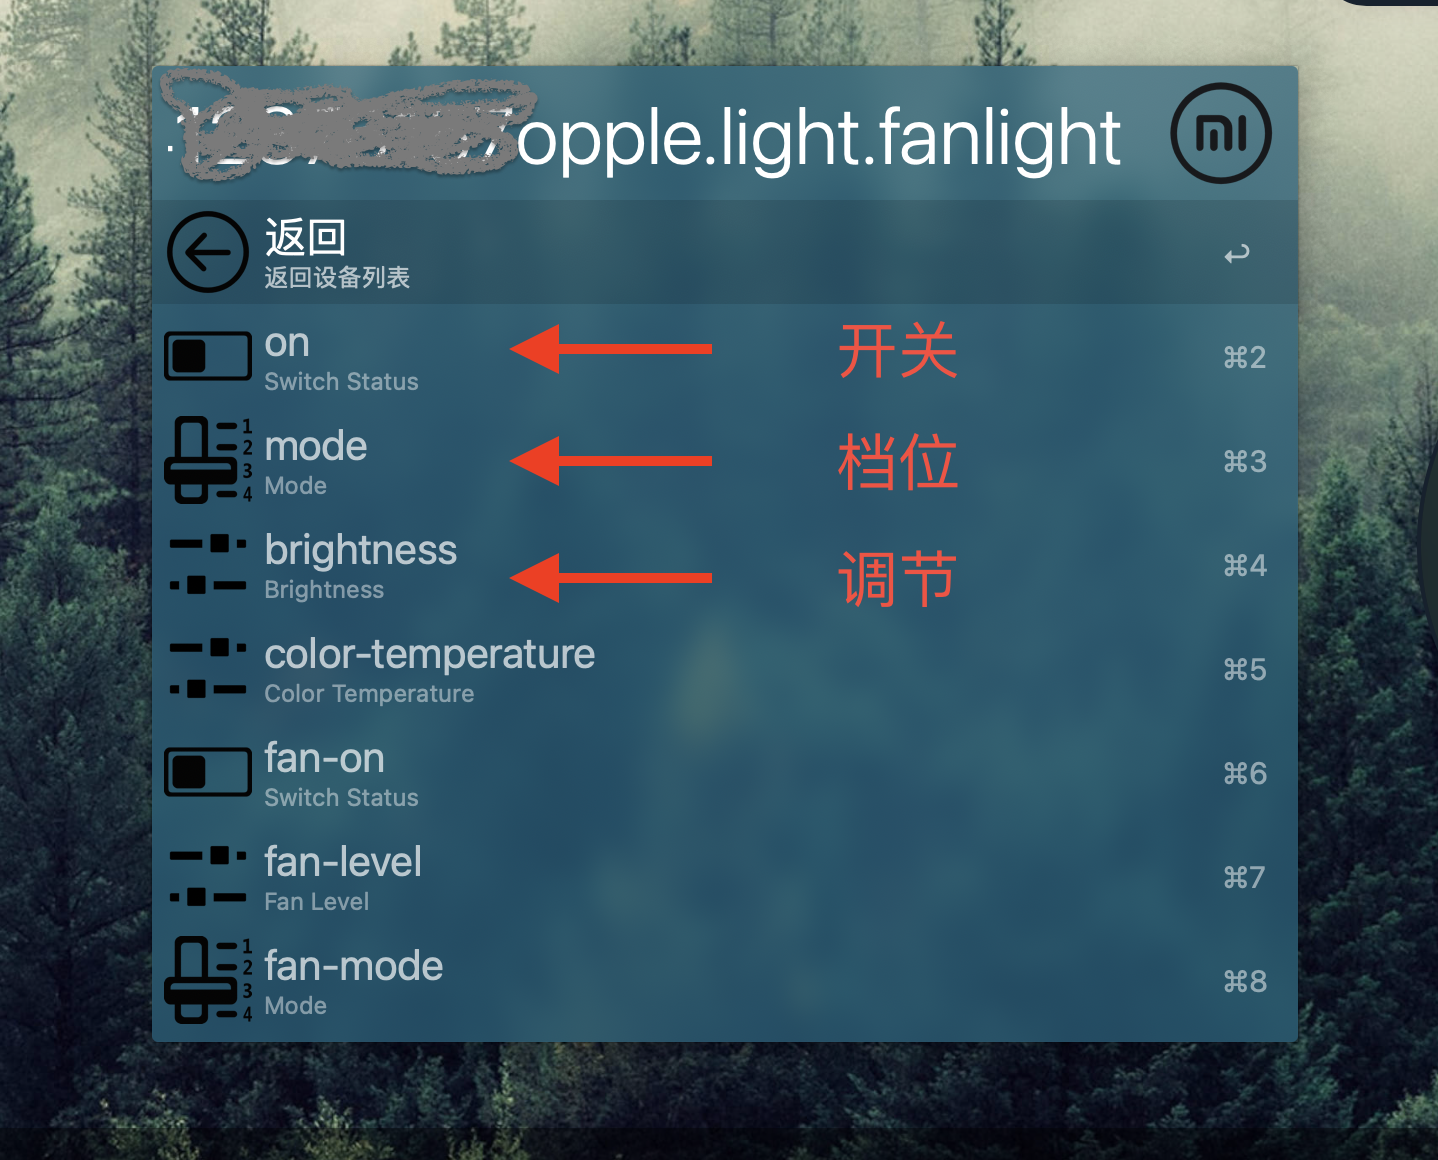 opple.light.fanlight
返回
返回设备列表
on
Switch Status
开关
⌘2
1
2
3
4
mode
Mode
档位
⌘3
brightness
Brightness
调节
⌘4
color-temperature
Color Temperature
⌘5
fan-on
Switch Status
⌘6
fan-level
Fan Level
⌘7
1
2
3
4
fan-mode
Mode
⌘8